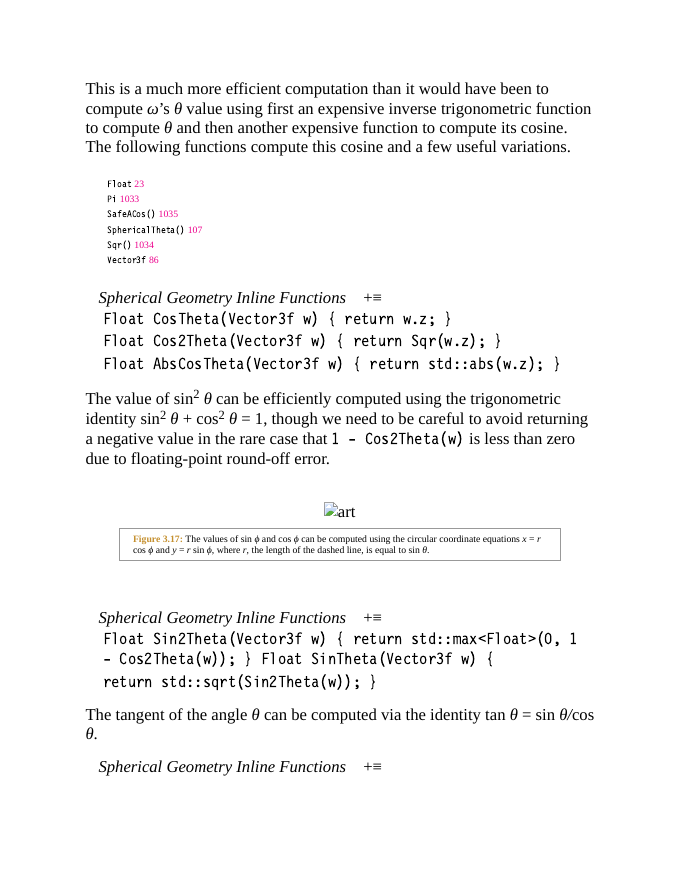 This is a much more efficient computation than it would have been to
compute ω’s θ value using first an expensive inverse trigonometric function
to compute θ and then another expensive function to compute its cosine.
The following functions compute this cosine and a few useful variations.
Float 23
Pi 1033
SafeACos() 1035
SphericalTheta() 107
Sqr() 1034
Vector3f 86
Spherical Geometry Inline Functions +≡
Float CosTheta(Vector3f w) { return w.z; }
Float Cos2Theta(Vector3f w) { return Sqr(w.z); }
Float AbsCosTheta(Vector3f w) { return std::abs(w.z); }
The value of sin² θ can be efficiently computed using the trigonometric
identity sin² θ + cos² θ = 1, though we need to be careful to avoid returning
a negative value in the rare case that 1 – Cos2Theta(w) is less than zero
due to floating-point round-off error.
art
Figure 3.17: The values of sin ϕ and cos ϕ can be computed using the circular coordinate equations x = r
cos ϕ and y = r sin ϕ, where r, the length of the dashed line, is equal to sin θ.
Spherical Geometry Inline Functions +≡
Float Sin2Theta(Vector3f w) { return std::max<Float>(0, 1
– Cos2Theta(w)); } Float SinTheta(Vector3f w) {
return std::sqrt(Sin2Theta(w)); }
The tangent of the angle θ can be computed via the identity tan θ = sin θ/cos
θ.
Spherical Geometry Inline Functions +≡